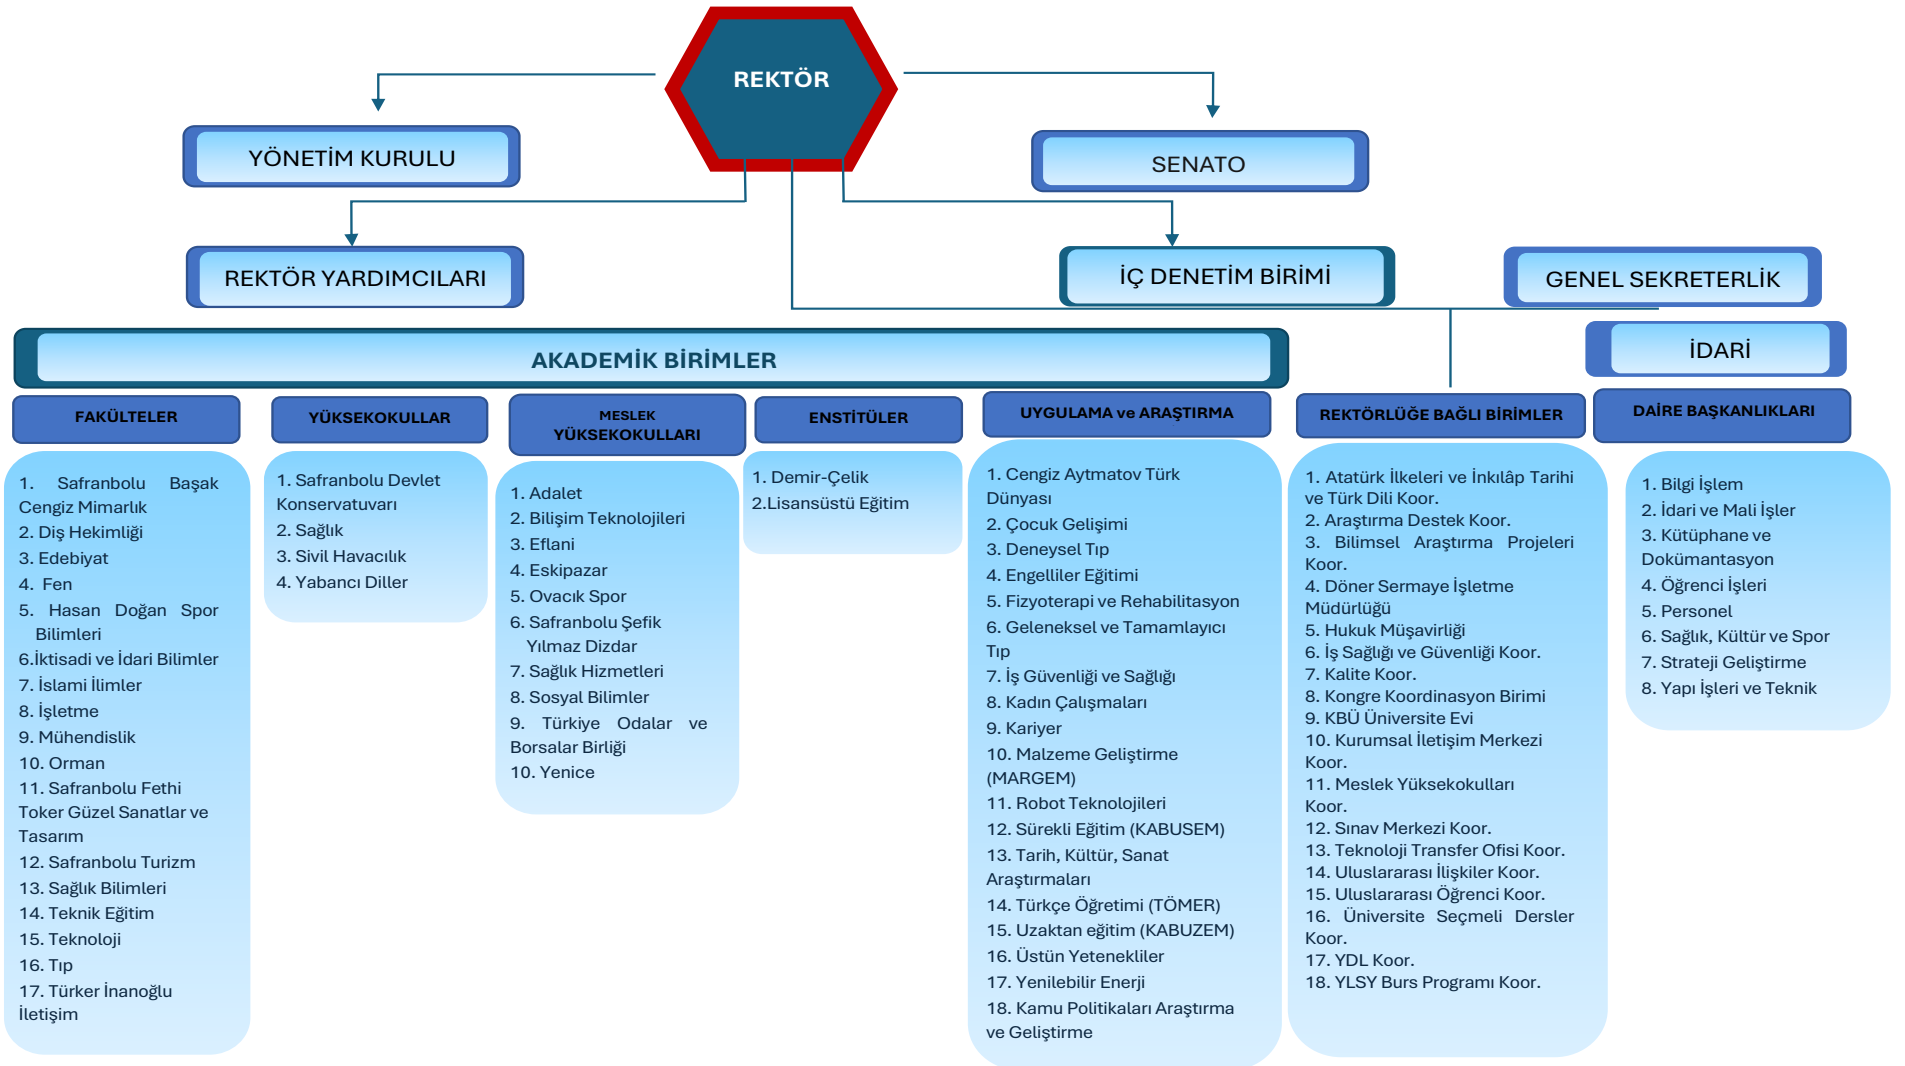 REKTÖR
YÖNETİM KURULU
SENATO
REKTÖR YARDIMCILARI
İÇ DENETİM BİRİMİ
GENEL SEKRETERLİK
AKADEMİK BİRİMLER
İDARİ
FAKÜLTELER
1. Safranbolu Başak
Cengiz Mimarlık
2. Diş Hekimliği
3. Edebiyat
4. Fen
5. Hasan Doğan Spor
Bilimleri
6.İktisadi ve İdari Bilimler
7. İslami İlimler
8. İşletme
9. Mühendislik
10. Orman
11. Safranbolu Fethi
Toker Güzel Sanatlar ve
Tasarım
12. Safranbolu Turizm
13. Sağlık Bilimleri
14. Teknik Eğitim
15. Teknoloji
16. Tıp
17. Türker İnanoğlu
İletişim
YÜKSEKOKULLAR
1. Safranbolu Devlet
Konservatuvarı
2. Sağlık
3. Sivil Havacılık
4. Yabancı Diller
MESLEK
YÜKSEKOKULLARI
1. Adalet
2. Bilişim Teknolojileri
3. Eflani
4. Eskipazar
5. Ovacık Spor
6. Safranbolu Şefik
Yılmaz Dizdar
7. Sağlık Hizmetleri
8. Sosyal Bilimler
9. Türkiye Odalar ve
Borsalar Birliği
10. Yenice
ENSTİTÜLER
1. Demir-Çelik
2.Lisansüstü Eğitim
UYGULAMA ve ARAŞTIRMA
1. Cengiz Aytmatov Türk
Dünyası
2. Çocuk Gelişimi
3. Deneysel Tıp
4. Engelliler Eğitimi
5. Fizyoterapi ve Rehabilitasyon
6. Geleneksel ve Tamamlayıcı
Tıp
7. İş Güvenliği ve Sağlığı
8. Kadın Çalışmaları
9. Kariyer
10. Malzeme Geliştirme
(MARGEM)
11. Robot Teknolojileri
12. Sürekli Eğitim (KABUSEM)
13. Tarih, Kültür, Sanat
Araştırmaları
14. Türkçe Öğretimi (TÖMER)
15. Uzaktan eğitim (KABUZEM)
16. Üstün Yetenekliler
17. Yenilebilir Enerji
18. Kamu Politikaları Araştırma
ve Geliştirme
REKTÖRLÜĞE BAĞLI BİRİMLER
1. Atatürk İlkeleri ve İnkılâp Tarihi
ve Türk Dili Koor.
2. Araştırma Destek Koor.
3. Bilimsel Araştırma Projeleri
Koor.
4. Döner Sermaye İşletme
Müdürlüğü
5. Hukuk Müşavirliği
6. İş Sağlığı ve Güvenliği Koor.
7. Kalite Koor.
8. Kongre Koordinasyon Birimi
9. KBÜ Üniversite Evi
10. Kurumsal İletişim Merkezi
Koor.
11. Meslek Yüksekokulları
Koor.
12. Sınav Merkezi Koor.
13. Teknoloji Transfer Ofisi Koor.
14. Uluslararası İlişkiler Koor.
15. Uluslararası Öğrenci Koor.
16. Üniversite Seçmeli Dersler
Koor.
17. YDL Koor.
18. YLSY Burs Programı Koor.
DAİRE BAŞKANLIKLARI
1. Bilgi İşlem
2. İdari ve Mali İşler
3. Kütüphane ve
Dokümantasyon
4. Öğrenci İşleri
5. Personel
6. Sağlık, Kültür ve Spor
7. Strateji Geliştirme
8. Yapı İşleri ve Teknik